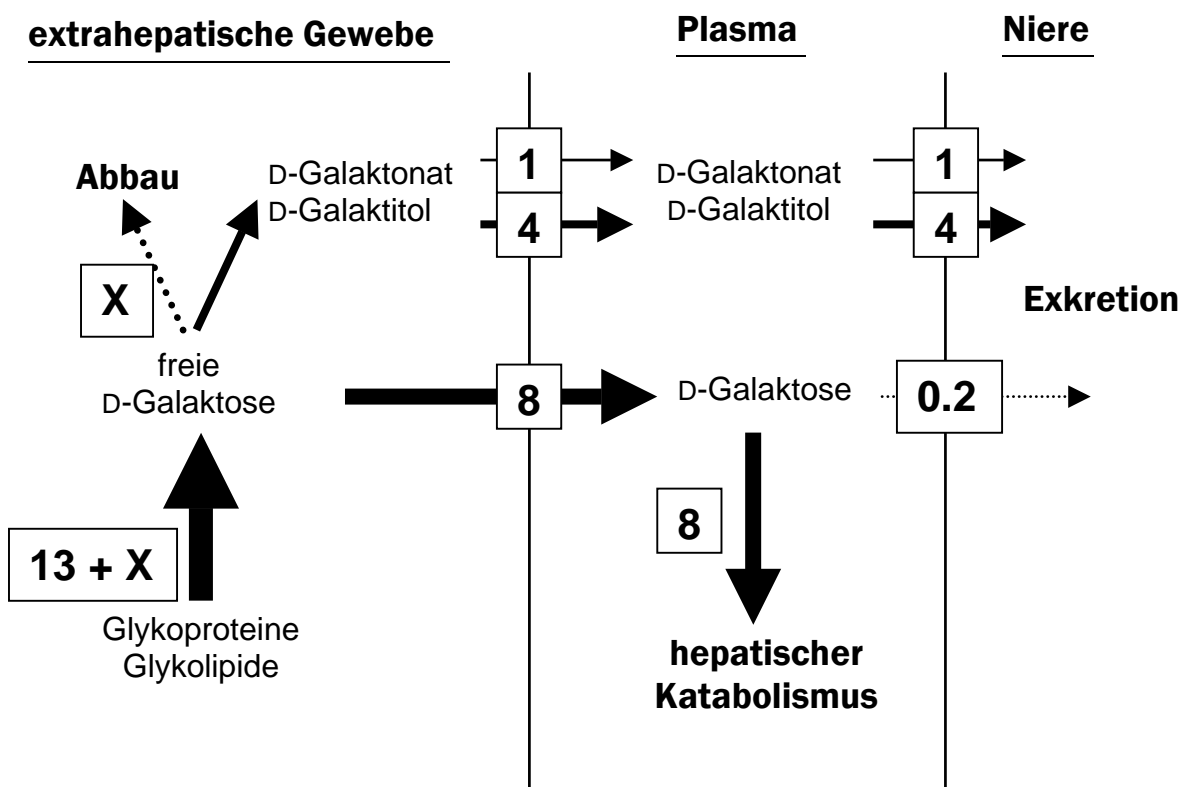 extrahepatische Gewebe
Plasma
Niere
Abbau
D-Galaktonat
D-Galaktitol
1
4
D-Galaktonat
D-Galaktitol
1
4
X
Exkretion
freie
D-Galaktose
8
D-Galaktose
0.2
13 + X
8
Glykoproteine
Glykolipide
hepatischer
Katabolismus